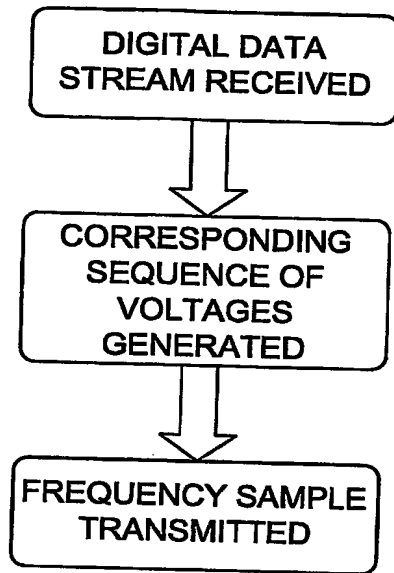 DIGITAL DATA
STREAM RECEIVED
CORRESPONDING
SEQUENCE OF
VOLTAGES
GENERATED
FREQUENCY SAMPLE
TRANSMITTED